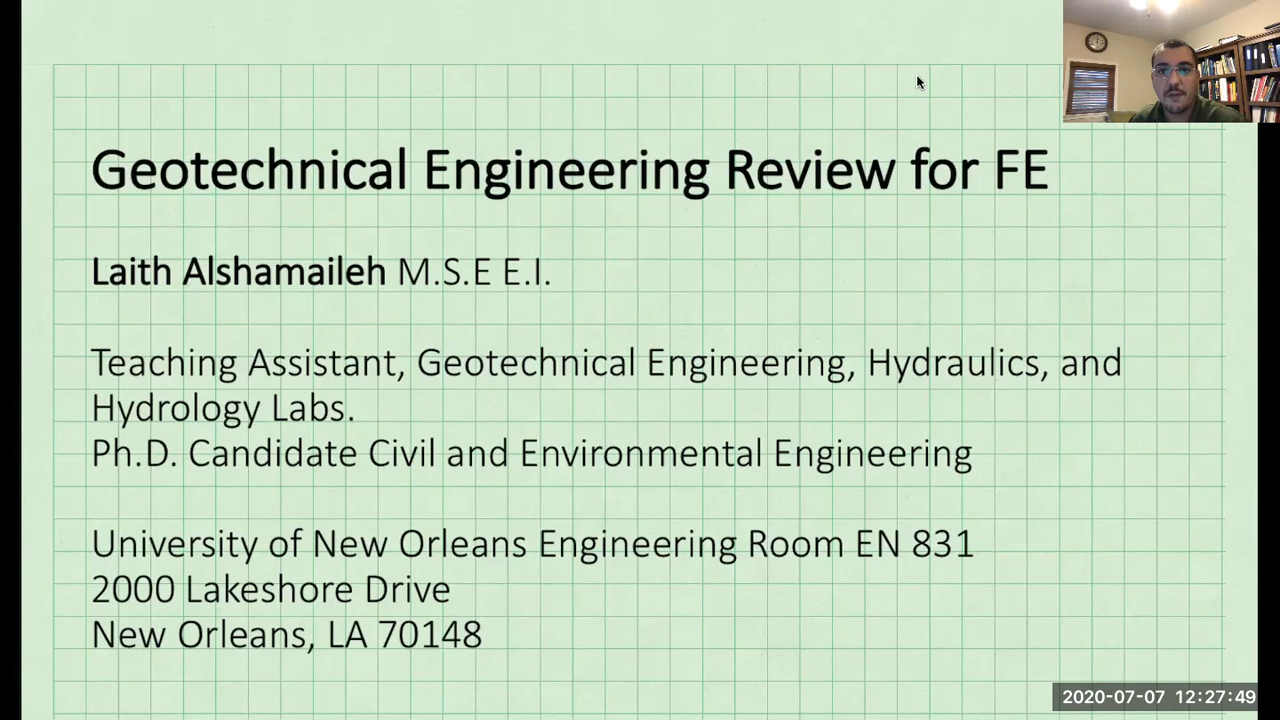 Geotechnical Engineering Review for FE
Laith Alshamaileh M.S.E E.I.
Teaching Assistant, Geotechnical Engineering, Hydraulics, and
Hydrology Labs.
Ph.D. Candidate Civil and Environmental Engineering
University of New Orleans Engineering Room EN 831
2000 Lakeshore Drive
New Orleans, LA 70148
2020-07-07 12:27:49